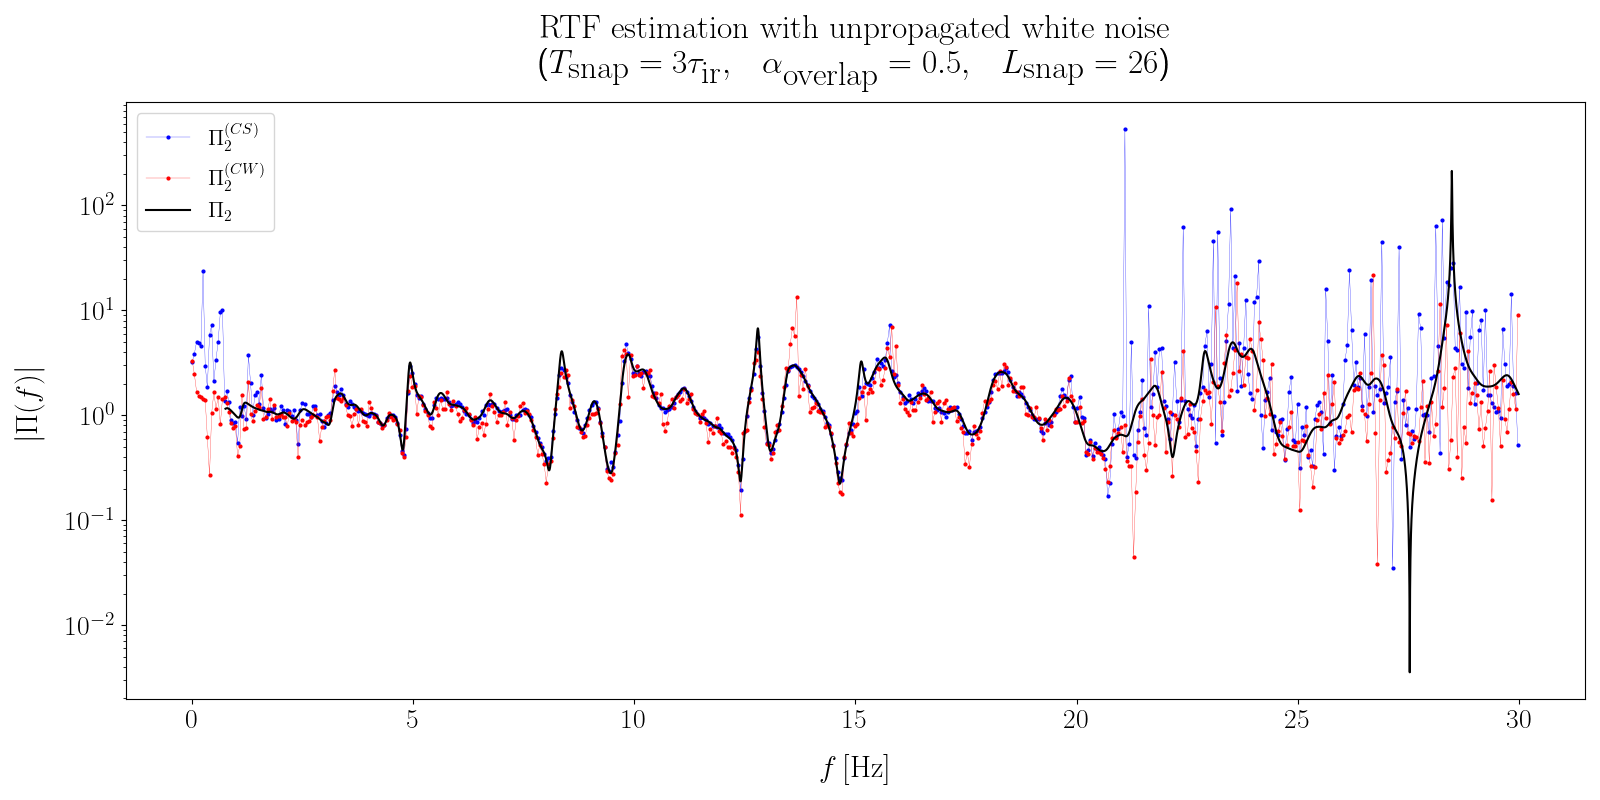 RTF estimation with unpropagated white noise
(T_snap = 3τ_ir, α_overlap = 0.5, L_snap = 26)
Π_2^(CS)
Π_2^(CW)
Π_2
|Π(f)|
10^2
10^1
10^0
10^−1
10^−2
0 5 10 15 20 25 30
f [Hz]